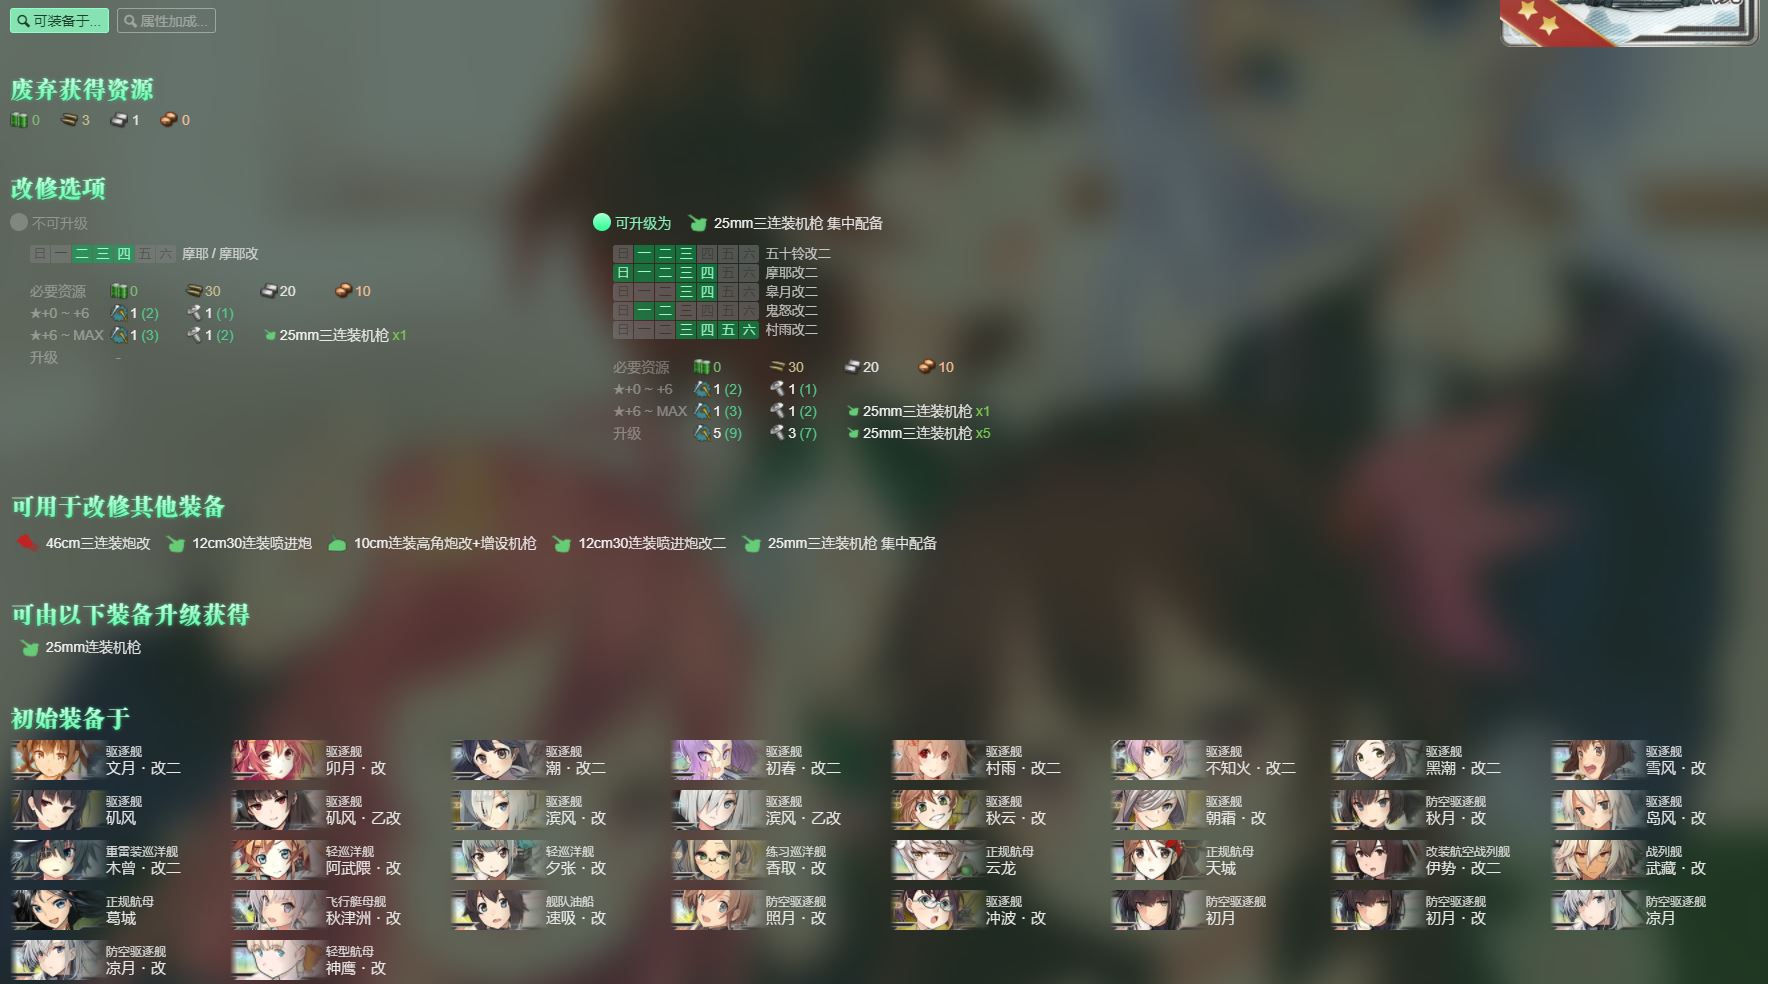 可装备于... 属性加成...
废弃获得资源
0 3 1 0
改修选项
不可升级
日 一 二 三 四 五 六 摩耶 / 摩耶改
必要资源 0 30 20 10
★+0 ~ +6 1 (2) 1 (1)
★+6 ~ MAX 1 (3) 1 (2) 25mm三连装机枪 x1
升级 -
可升级为 25mm三连装机枪 集中配备
日 一 二 三 四 五 六 五十铃改二
日 一 二 三 四 五 六 摩耶改二
日 一 二 三 四 五 六 皋月改二
日 一 二 三 四 五 六 鬼怒改二
日 一 二 三 四 五 六 村雨改二
必要资源 0 30 20 10
★+0 ~ +6 1 (2) 1 (1)
★+6 ~ MAX 1 (3) 1 (2) 25mm三连装机枪 x1
升级 5 (9) 3 (7) 25mm三连装机枪 x5
可用于改修其他装备
46cm三连装炮改 12cm30连装喷进炮 10cm连装高角炮改+增设机枪 12cm30连装喷进炮改二 25mm三连装机枪 集中配备
可由以下装备升级获得
25mm连装机枪
初始装备于
驱逐舰 驱逐舰 驱逐舰 驱逐舰 驱逐舰 驱逐舰 驱逐舰 驱逐舰
文月・改二 卯月・改 潮・改二 初春・改二 村雨・改二 不知火・改二 黑潮・改二 雪风・改
驱逐舰 驱逐舰 驱逐舰 驱逐舰 驱逐舰 驱逐舰 防空驱逐舰 驱逐舰
矶风 矶风・乙改 滨风・改 滨风・乙改 秋云・改 朝霜・改 秋月・改 岛风・改
重雷装巡洋舰 轻巡洋舰 轻巡洋舰 练习巡洋舰 正规航母 正规航母 改装航空战列舰 战列舰
木曾・改二 阿武隈・改 夕张・改 香取・改 云龙 天城 伊势・改二 武藏・改
正规航母 飞行艇母舰 舰队油船 防空驱逐舰 驱逐舰 防空驱逐舰 防空驱逐舰 防空驱逐舰
葛城 秋津洲・改 速吸・改 照月・改 冲波・改 初月 初月・改 凉月
防空驱逐舰 轻型航母
凉月・改 神鹰・改